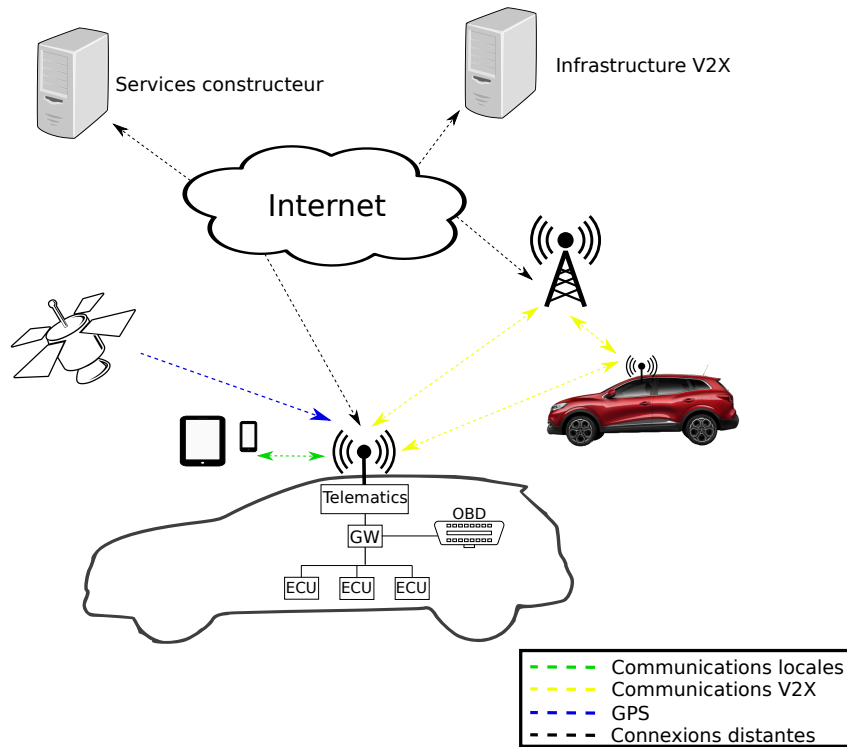 Services constructeur
Infrastructure V2X
Internet
Telematics
OBD
GW
ECU
ECU
ECU
Communications locales
Communications V2X
GPS
Connexions distantes